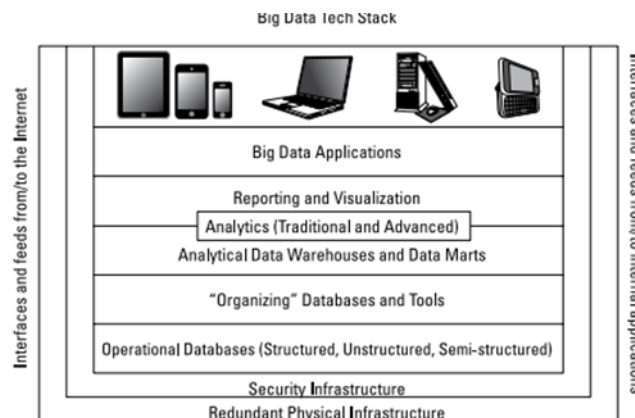 Big Data Tech Stack
Interfaces and feeds from/to the Internet
Big Data Applications
Reporting and Visualization
Analytics (Traditional and Advanced)
Analytical Data Warehouses and Data Marts
"Organizing" Databases and Tools
Operational Databases (Structured, Unstructured, Semi-structured)
Security Infrastructure
Redundant Physical Infrastructure
Interfaces and feeds from/to internal applications